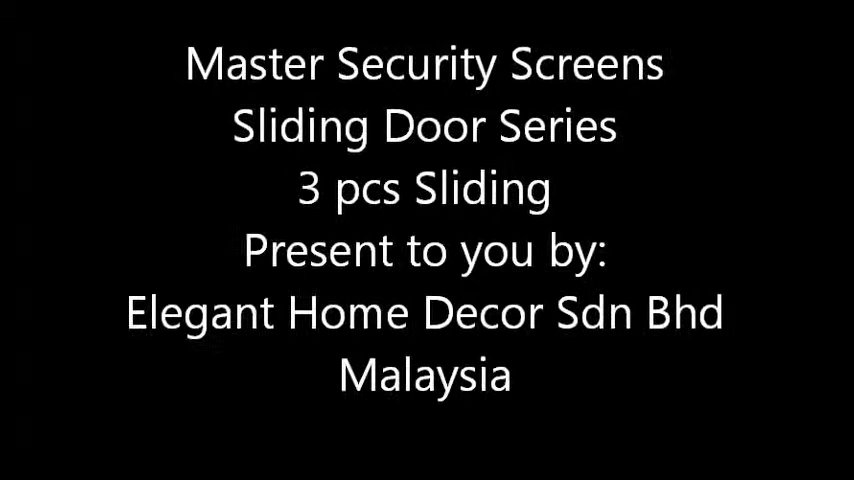 Master Security Screens
Sliding Door Series
3 pcs Sliding
Present to you by:
Elegant Home Decor Sdn Bhd
Malaysia